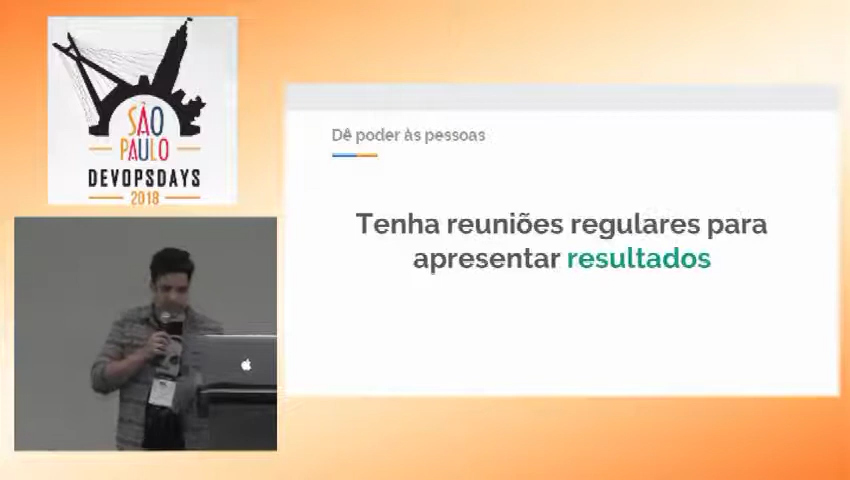 SÃO
PAULO
DEVOPSDAYS
2018
Dê poder às pessoas
Tenha reuniões regulares para
apresentar resultados